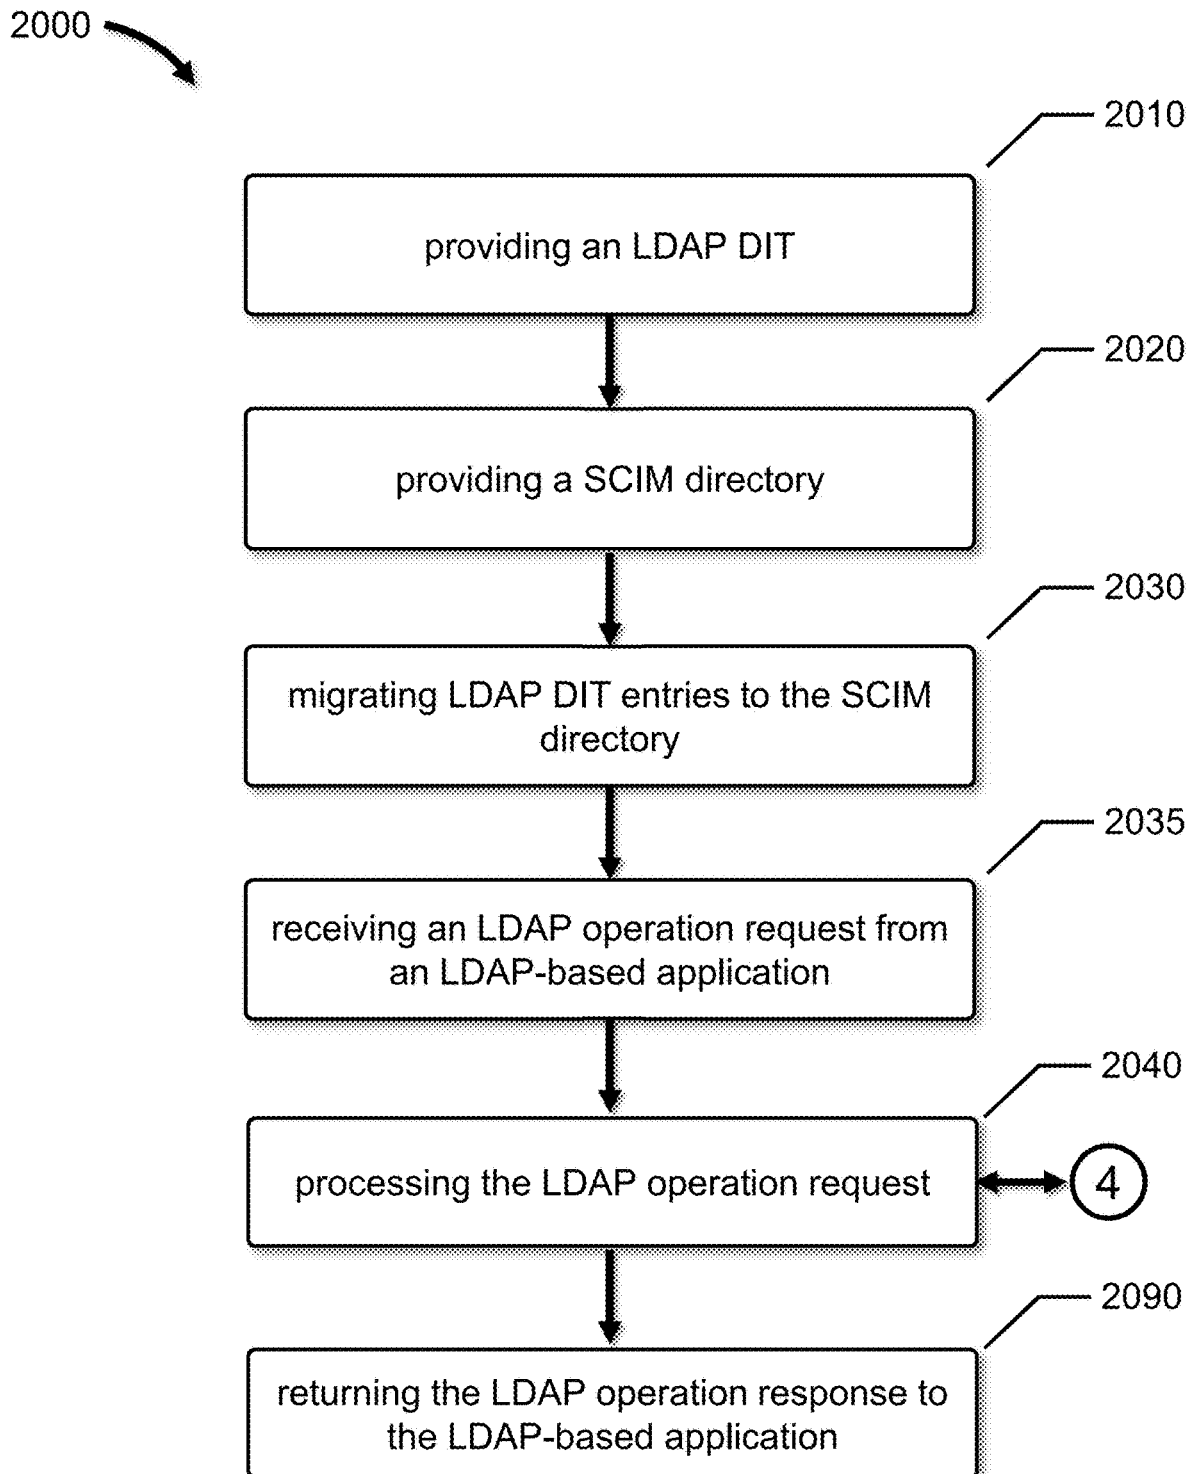 2000
2010
providing an LDAP DIT
2020
providing a SCIM directory
2030
migrating LDAP DIT entries to the SCIM
directory
2035
receiving an LDAP operation request from
an LDAP-based application
2040
processing the LDAP operation request
4
2090
returning the LDAP operation response to
the LDAP-based application